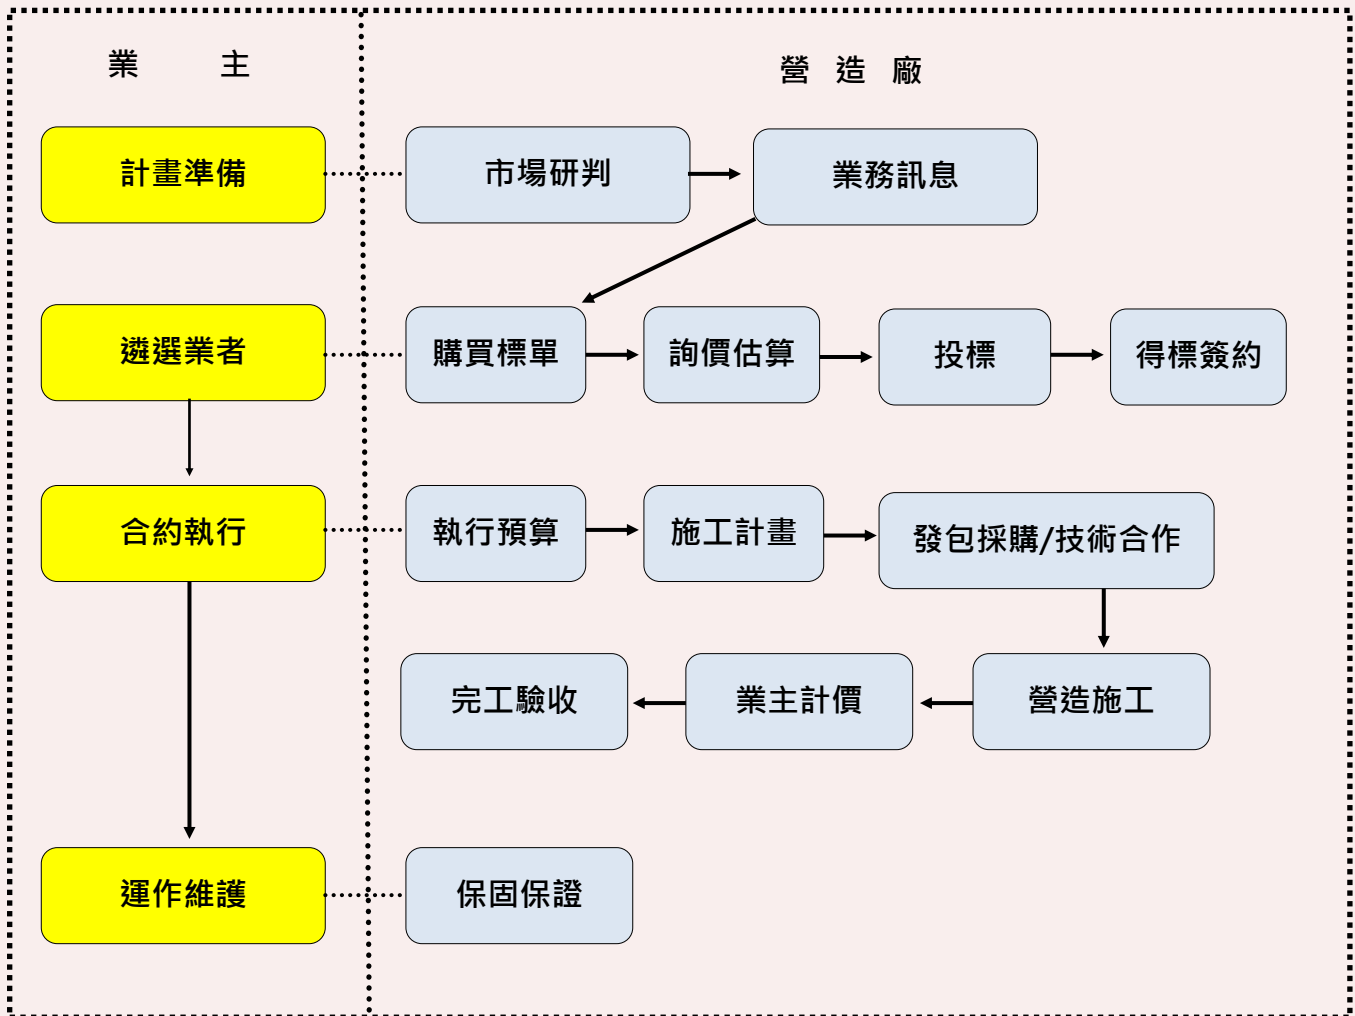 業主
營造廠
計畫準備
市場研判
業務訊息
遴選業者
購買標單
詢價估算
投標
得標簽約
合約執行
執行預算
施工計畫
發包採購/技術合作
完工驗收
業主計價
營造施工
運作維護
保固保證